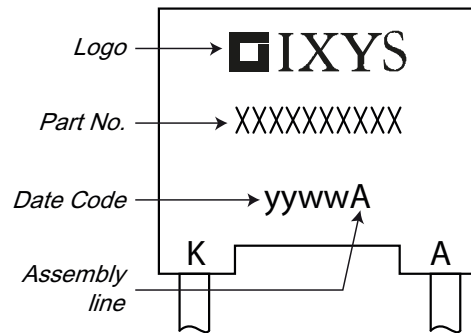 Logo IXYS
Part No. XXXXXXXXXX
Date Code yywwA
K A
Assembly
line